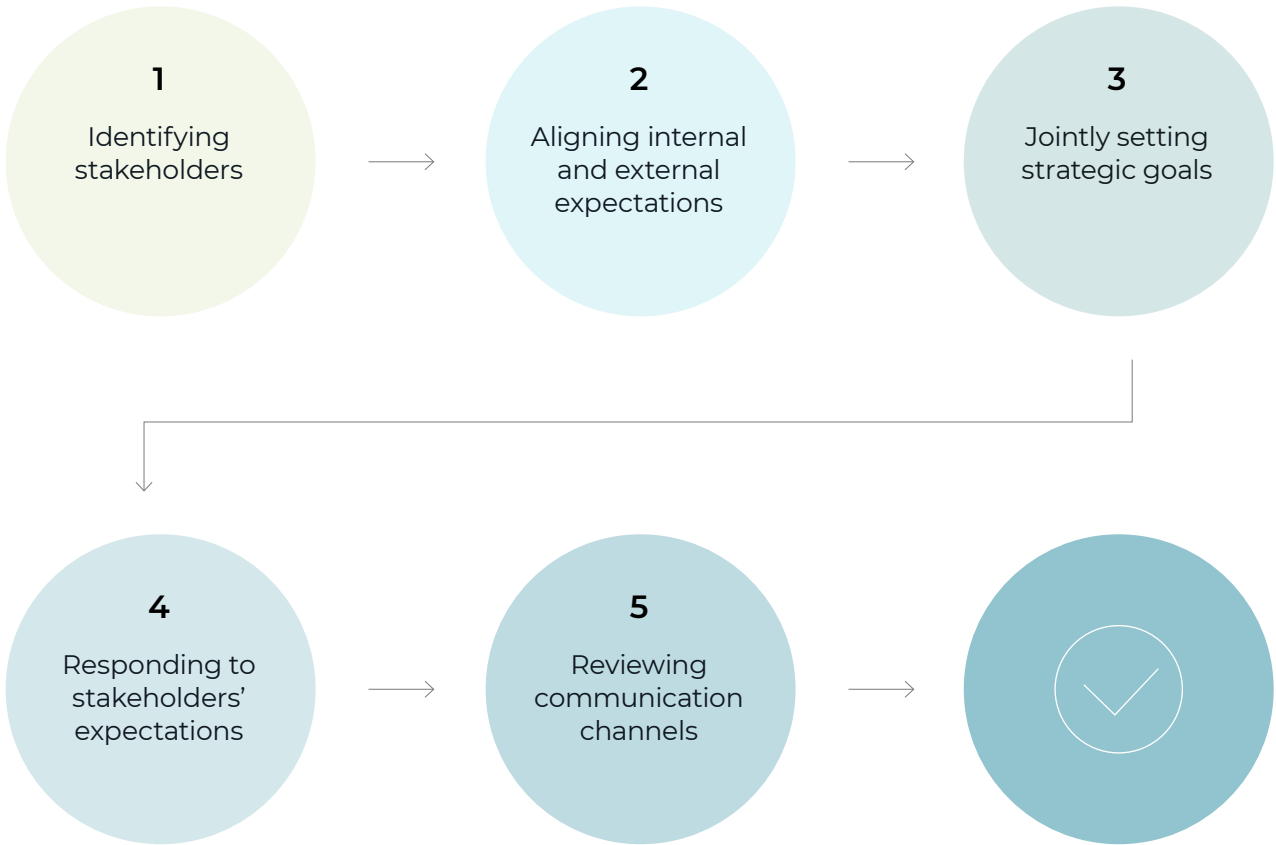 1
Identifying
stakeholders
2
Aligning internal
and external
expectations
3
Jointly setting
strategic goals
4
Responding to
stakeholders’
expectations
5
Reviewing
communication
channels